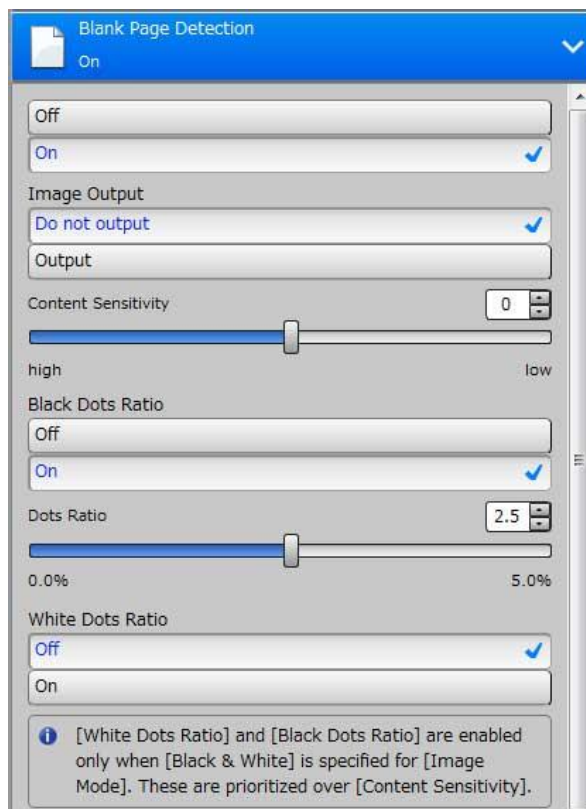 Blank Page Detection
On
Off
On
Image Output
Do not output
Output
Content Sensitivity 0
high low
Black Dots Ratio
Off
On
Dots Ratio 2.5
0.0% 5.0%
White Dots Ratio
Off
On
[White Dots Ratio] and [Black Dots Ratio] are enabled
only when [Black & White] is specified for [Image
Mode]. These are prioritized over [Content Sensitivity].